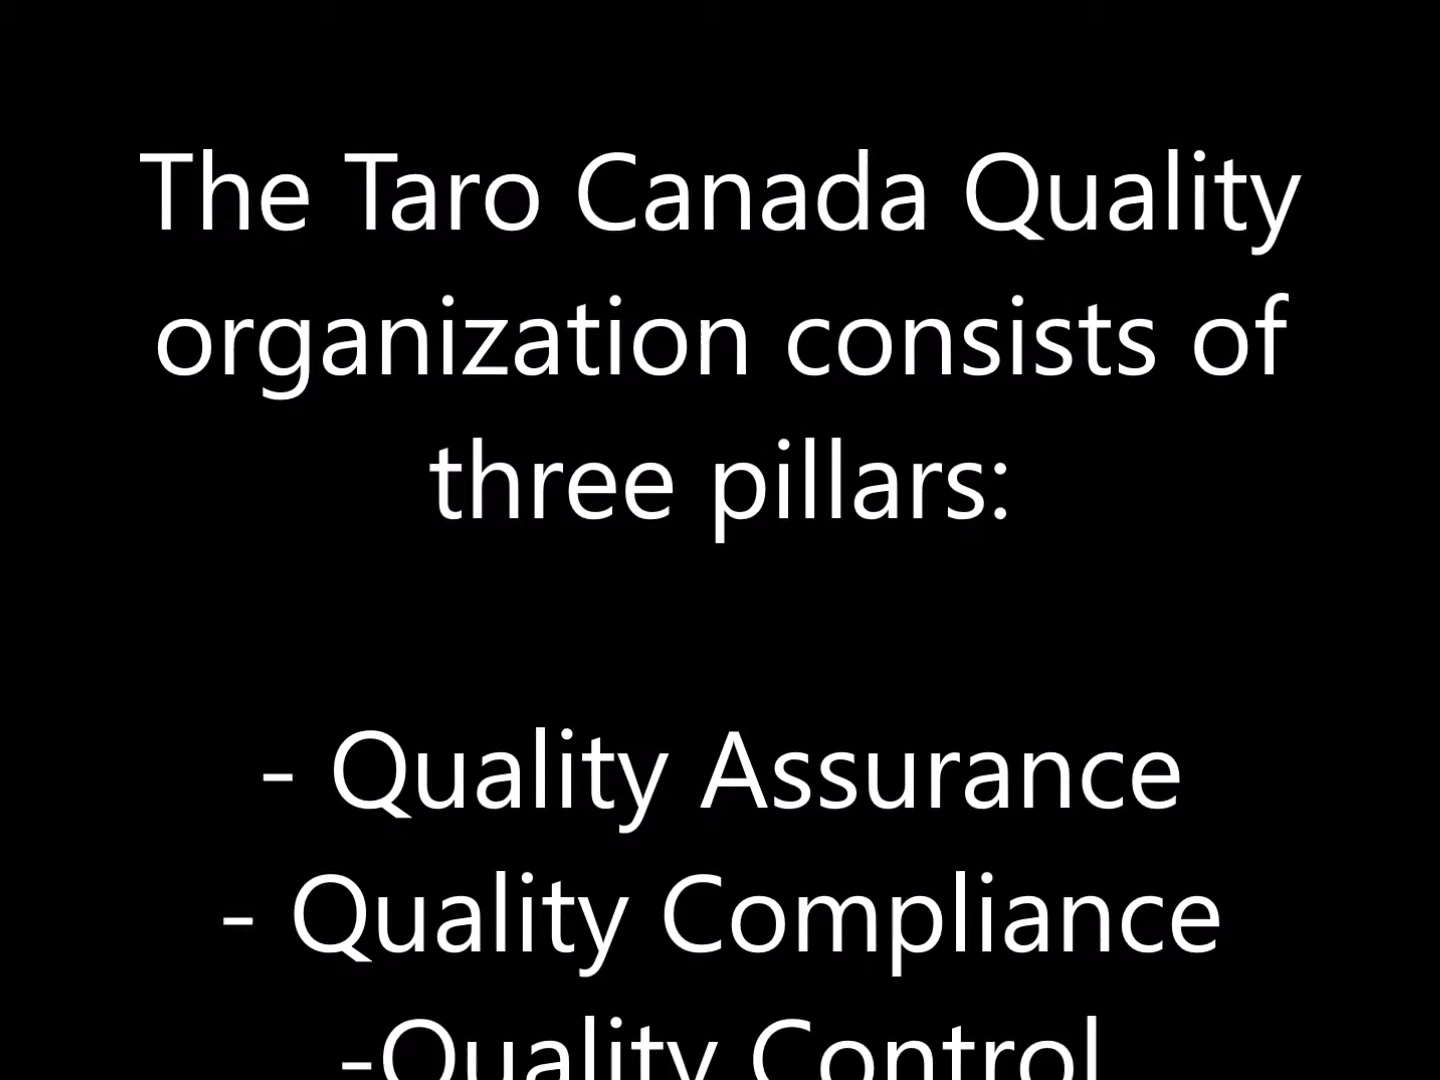 The Taro Canada Quality
organization consists of
three pillars:
- Quality Assurance
- Quality Compliance
-Quality Control